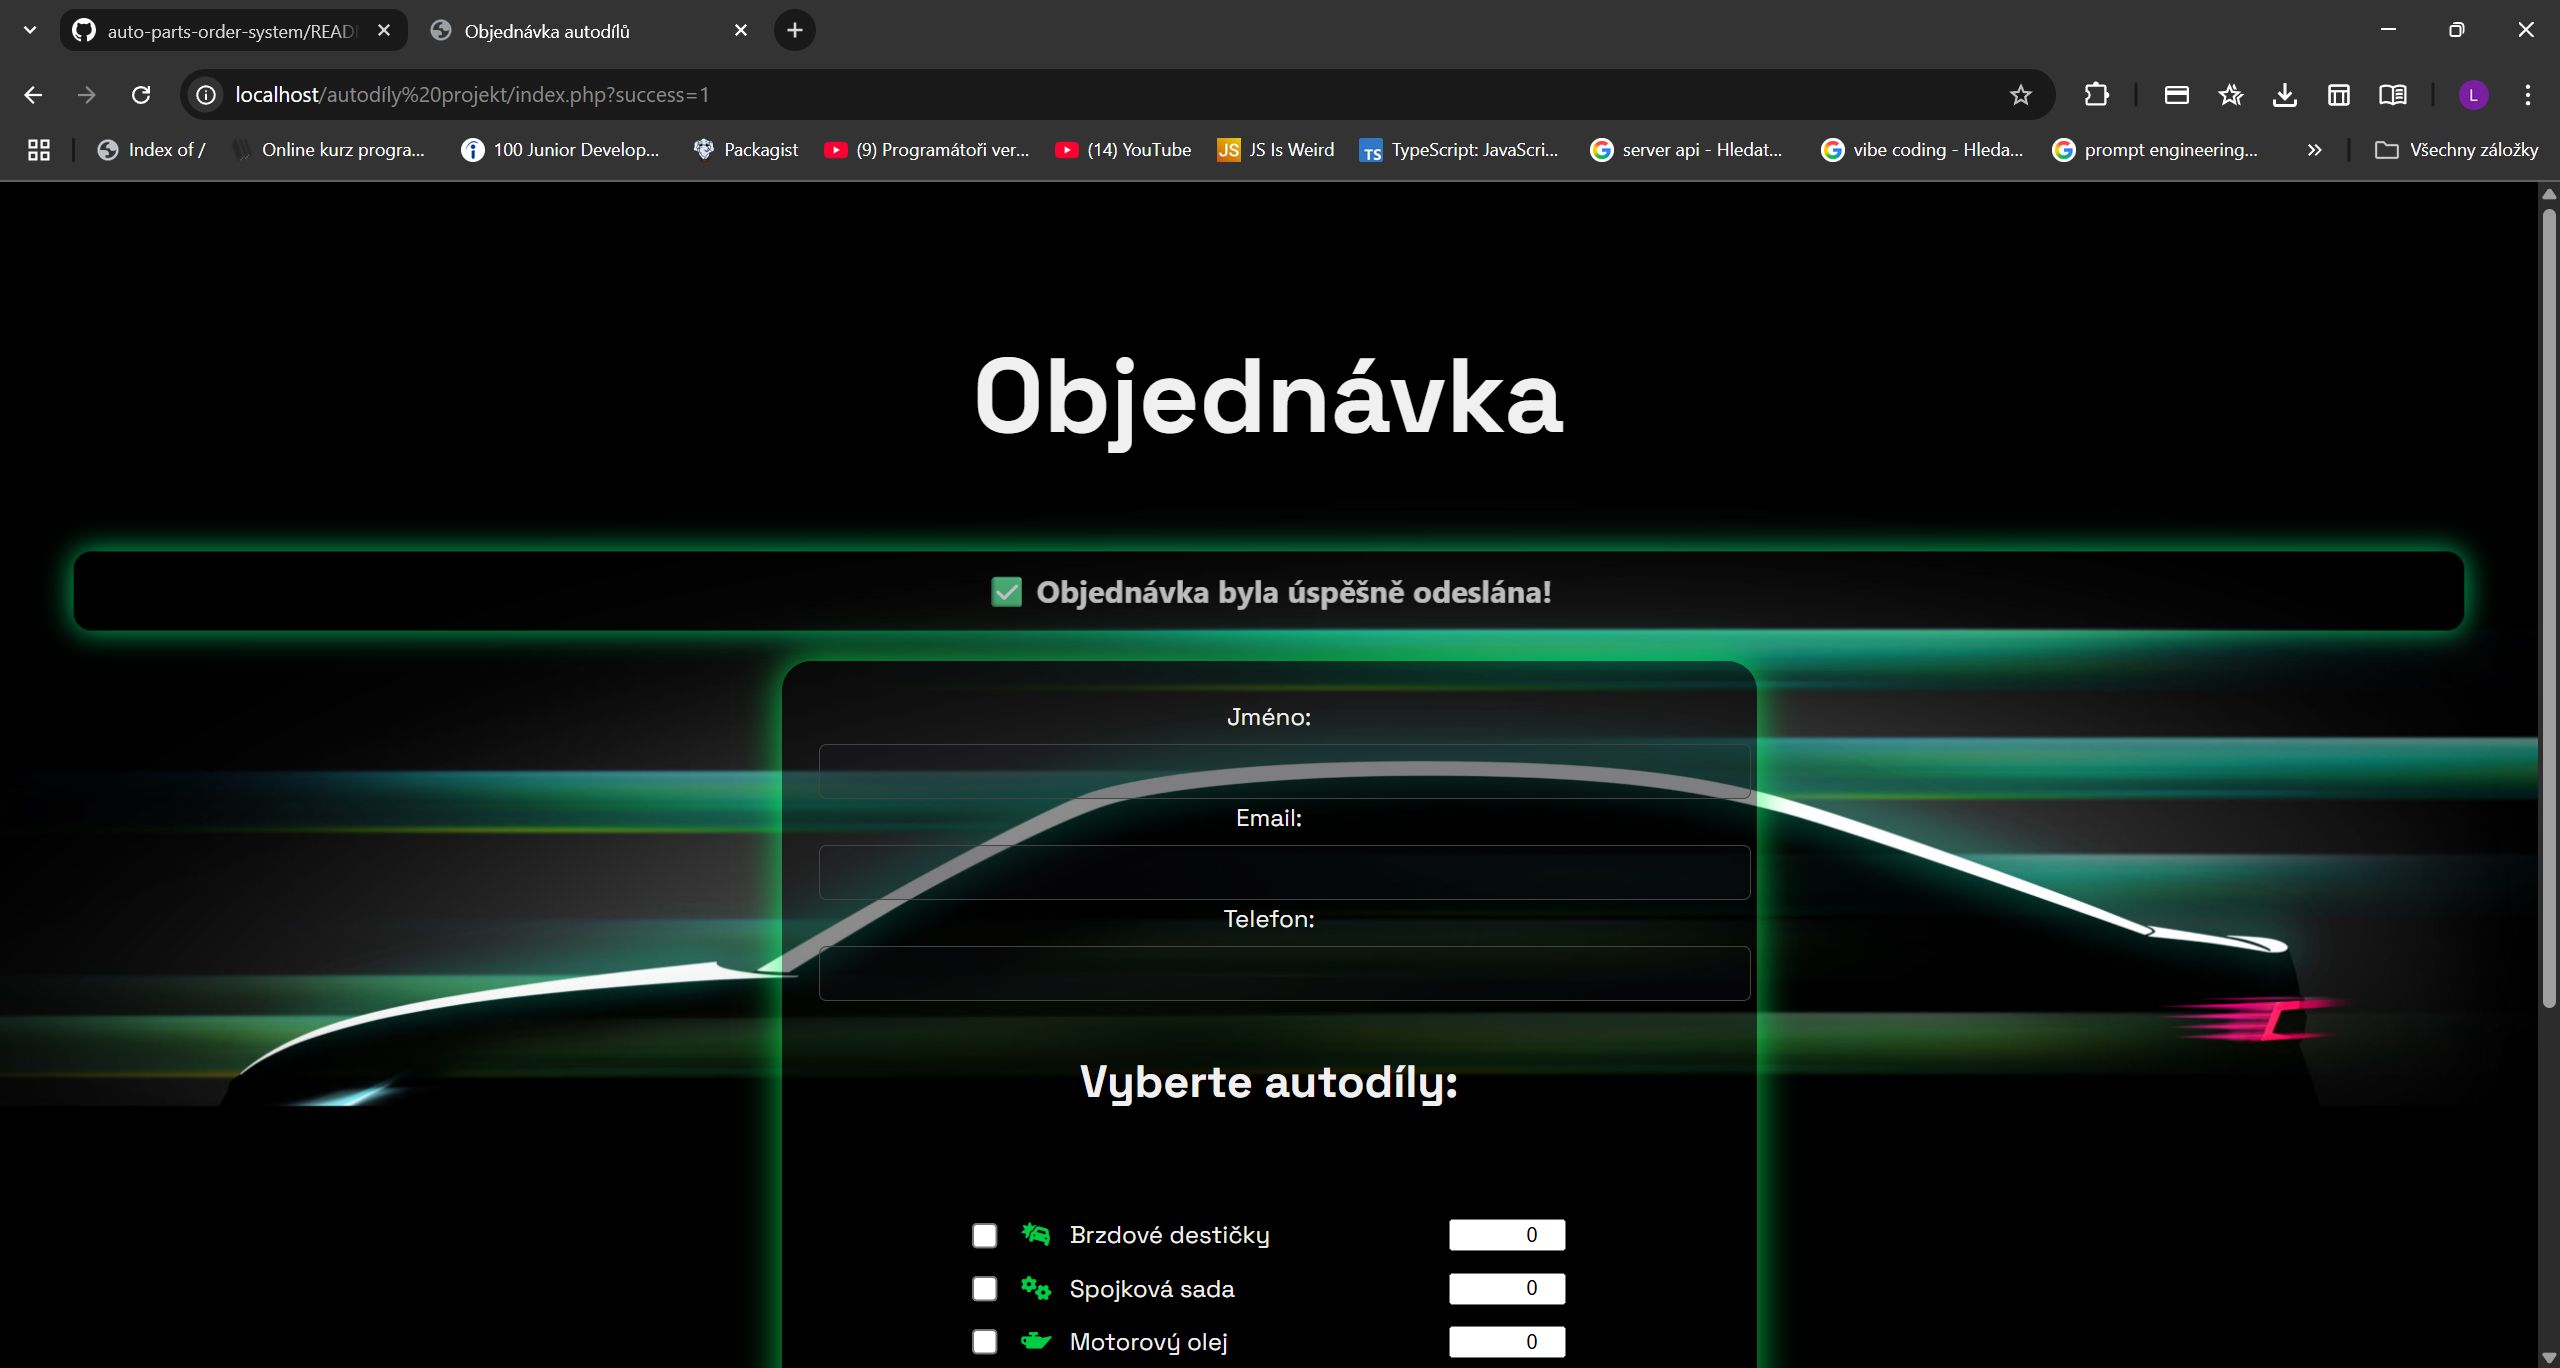 auto-parts-order-system/READ
Objednávka autodílů
localhost/autodíly%20projekt/index.php?success=1
L
Index of /
Online kurz progra...
100 Junior Develop...
Packagist
(9) Programátoři ver...
(14) YouTube
JS JS Is Weird
TS TypeScript: JavaScri...
server api - Hledat...
vibe coding - Hleda...
prompt engineering...
Všechny záložky
Objednávka
Objednávka byla úspěšně odeslána!
Jméno:
Email:
Telefon:
Vyberte autodíly:
Brzdové destičky 0
Spojková sada 0
Motorový olej 0